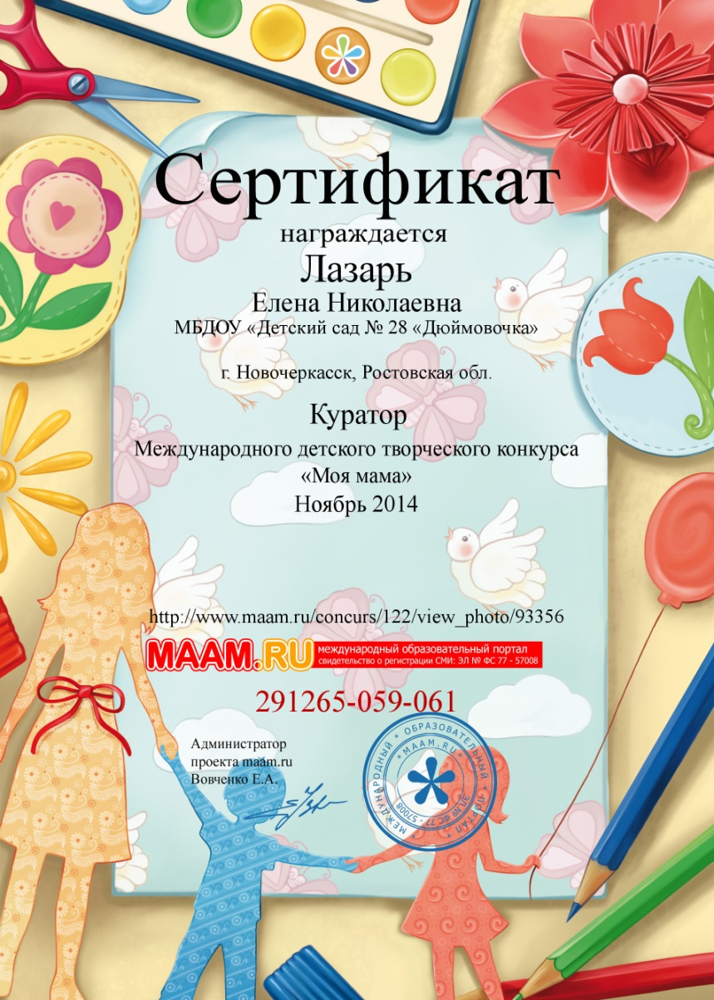 Сертификат
награждается
Лазарь
Елена Николаевна
МБДОУ «Детский сад № 28 «Дюймовочка»
г. Новочеркасск, Ростовская обл.
Куратор
Международного детского творческого конкурса
«Моя мама»
Ноябрь 2014
http://www.maam.ru/concurs/122/view_photo/93356
MAAM.RU международный образовательный портал
свидетельство о регистрации СМИ: ЭЛ № ФС 77 - 57008
291265-059-061
Администратор
проекта maam.ru
Вовченко Е.А.
МЕЖДУНАРОДНЫЙ * ОБРАЗОВАТЕЛЬНЫЙ * ПОРТАЛ *
* MAAM.RU *
ЭЛ № ФС 77 - 57008